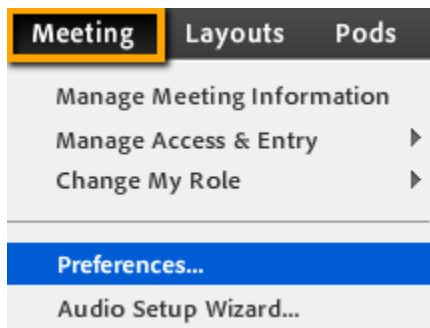 Meeting Layouts Pods
Manage Meeting Information
Manage Access & Entry
Change My Role
Preferences...
Audio Setup Wizard...